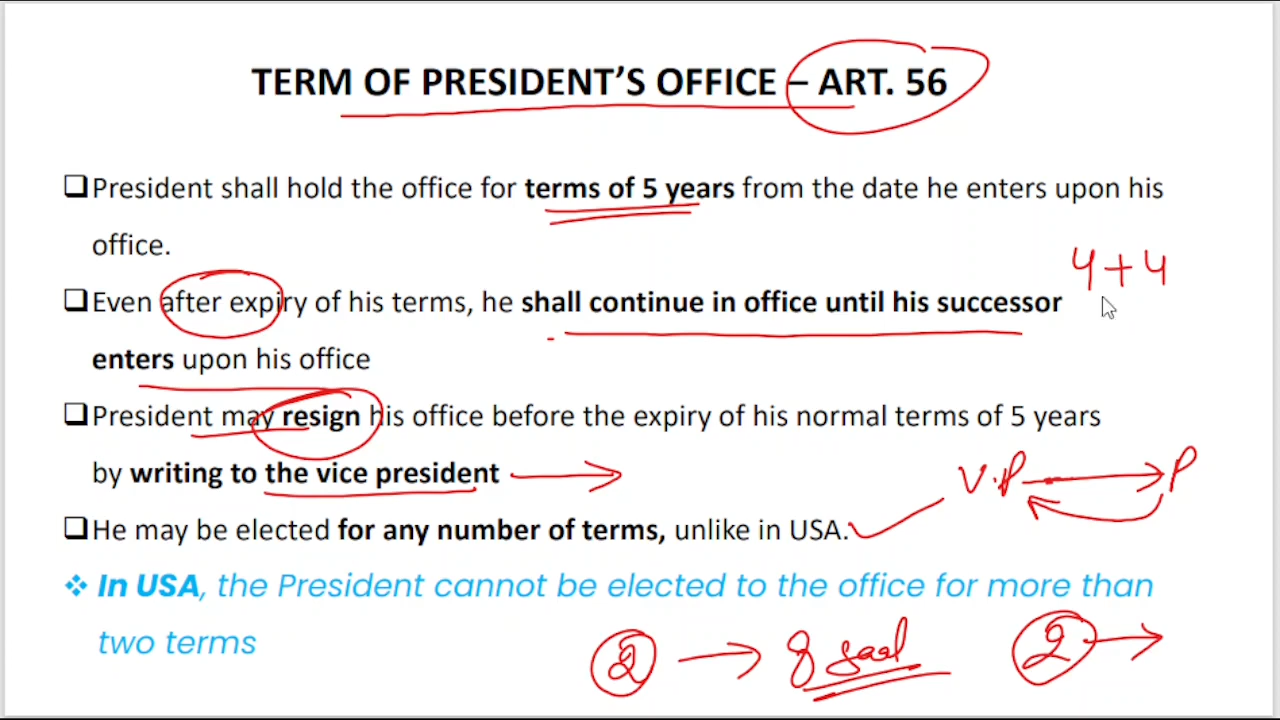 TERM OF PRESIDENT'S OFFICE – ART. 56
❑President shall hold the office for terms of 5 years from the date he enters upon his
office.
4+4
❑Even after expiry of his terms, he shall continue in office until his successor
enters upon his office
❑President may resign his office before the expiry of his normal terms of 5 years
by writing to the vice president
V.P P
❑He may be elected for any number of terms, unlike in USA.
❖ In USA, the President cannot be elected to the office for more than
two terms
2 → 8 saal 2 →